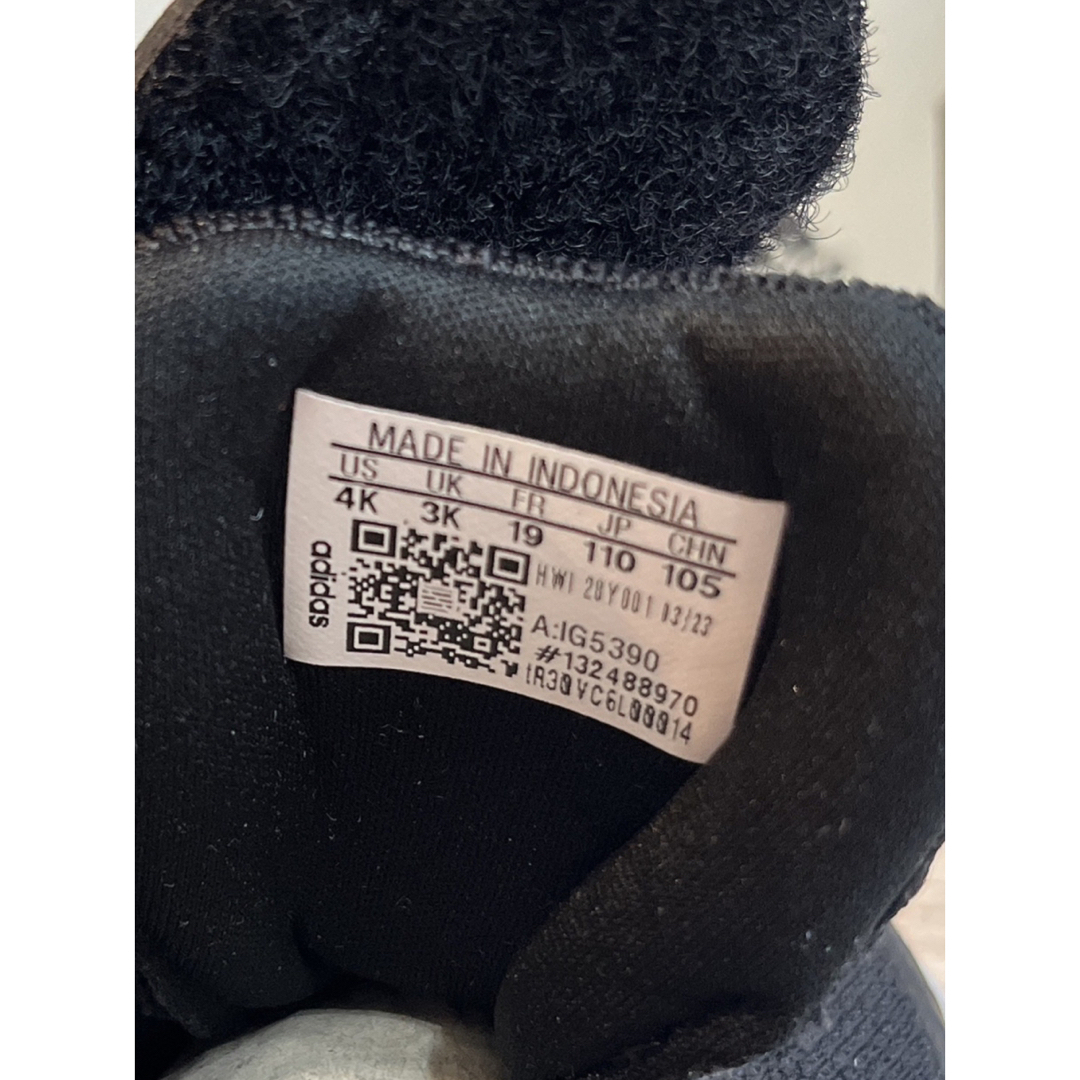 MADE IN INDONESIA
US UK FR JP CHN
4K 3K 19 110 105
adidas
HWI 28Y001 03/23
A:IG5390
#132488970